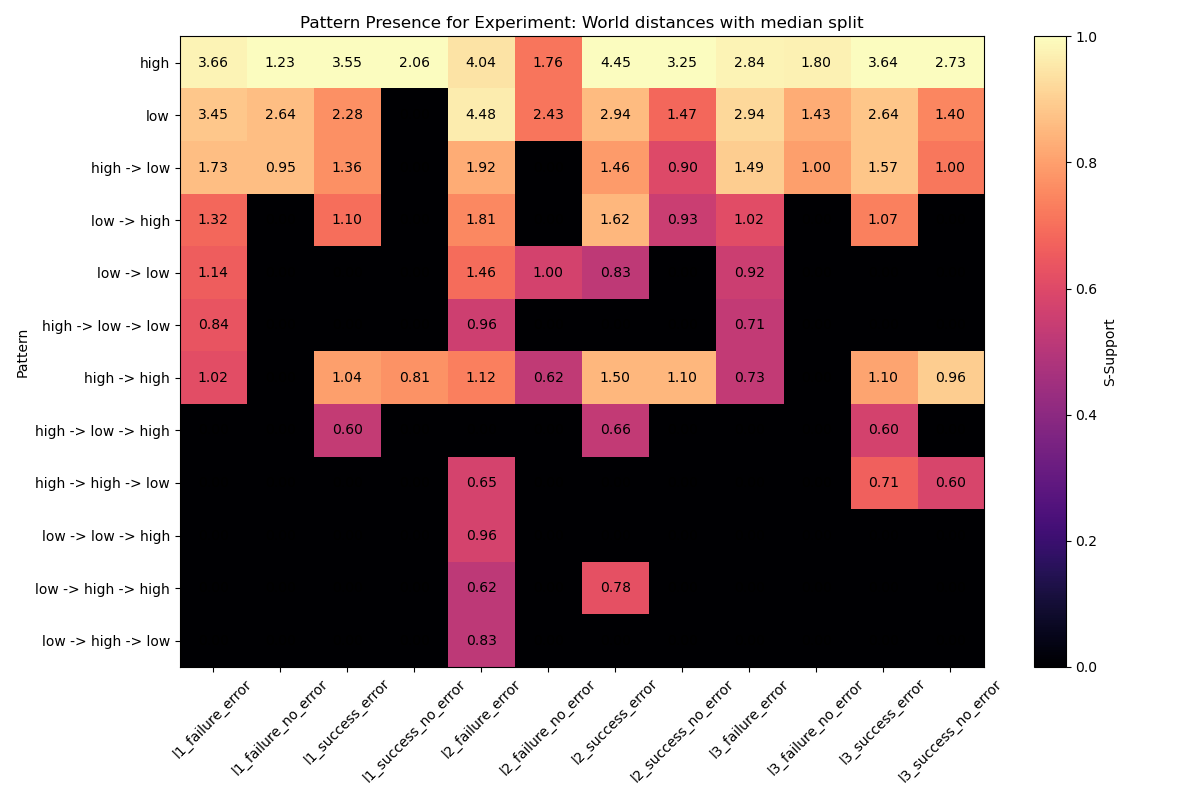 Pattern Presence for Experiment: World distances with median split
high 3.66 1.23 3.55 2.06 4.04 1.76 4.45 3.25 2.84 1.80 3.64 2.73
low 3.45 2.64 2.28 4.48 2.43 2.94 1.47 2.94 1.43 2.64 1.40
high -> low 1.73 0.95 1.36 1.92 1.46 0.90 1.49 1.00 1.57 1.00
low -> high 1.32 1.10 1.81 1.62 0.93 1.02 1.07
low -> low 1.14 1.46 1.00 0.83 0.92
high -> low -> low 0.84 0.96 0.71
high -> high 1.02 1.04 0.81 1.12 0.62 1.50 1.10 0.73 1.10 0.96
high -> low -> high 0.60 0.66 0.60
high -> high -> low 0.65 0.71 0.60
low -> low -> high 0.96
low -> high -> high 0.62 0.78
low -> high -> low 0.83
Pattern
l1_failure_error
l1_failure_no_error
l1_success_error
l1_success_no_error
l2_failure_error
l2_failure_no_error
l2_success_error
l2_success_no_error
l3_failure_error
l3_failure_no_error
l3_success_error
l3_success_no_error
1.0
0.8
0.6
0.4
0.2
0.0
S-Support